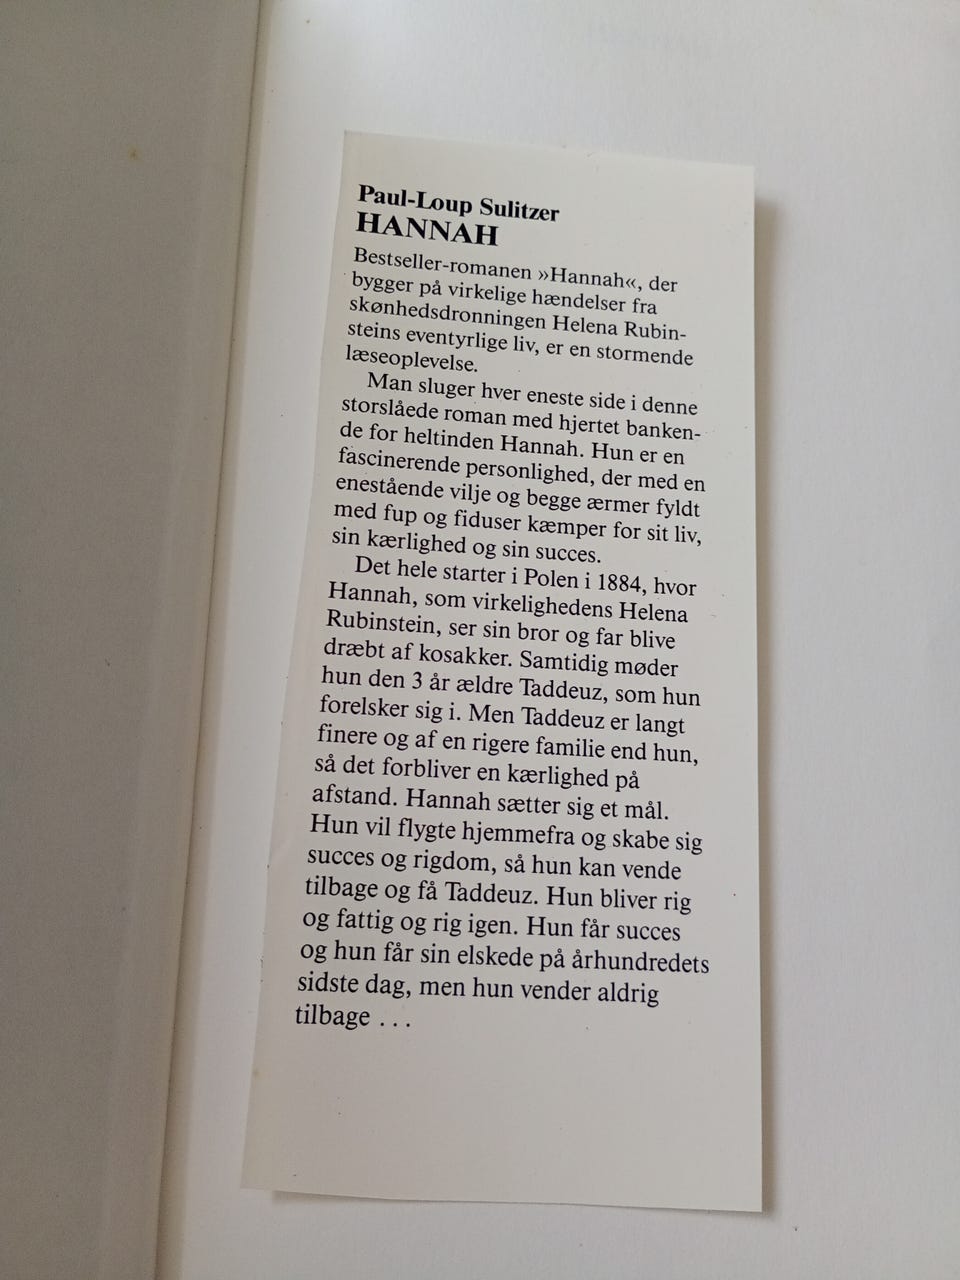 Paul-Loup Sulitzer
HANNAH
Bestseller-romanen »Hannah«, der
bygger på virkelige hændelser fra
skønhedsdronningen Helena Rubin-
steins eventyrlige liv, er en stormende
læseoplevelse.
Man sluger hver eneste side i denne
storslåede roman med hjertet banken-
de for heltinden Hannah. Hun er en
fascinerende personlighed, der med en
enestående vilje og begge ærmer fyldt
med fup og fiduser kæmper for sit liv,
sin kærlighed og sin succes.
Det hele starter i Polen i 1884, hvor
Hannah, som virkelighedens Helena
Rubinstein, ser sin bror og far blive
dræbt af kosakker. Samtidig møder
hun den 3 år ældre Taddeuz, som hun
forelsker sig i. Men Taddeuz er langt
finere og af en rigere familie end hun,
så det forbliver en kærlighed på
afstand. Hannah sætter sig et mål.
Hun vil flygte hjemmefra og skabe sig
succes og rigdom, så hun kan vende
tilbage og få Taddeuz. Hun bliver rig
og fattig og rig igen. Hun får succes
og hun får sin elskede på århundredets
sidste dag, men hun vender aldrig
tilbage ...